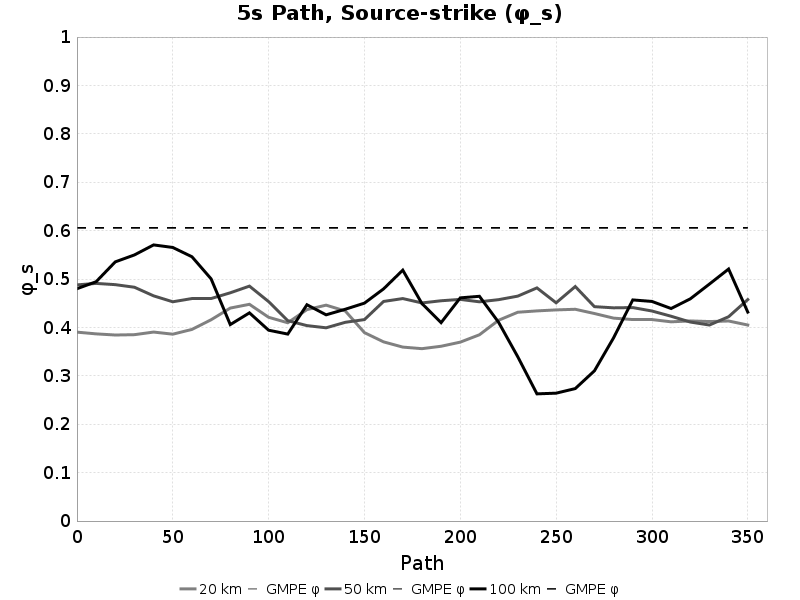 5s Path, Source-strike (φ_s)
1
0.9
0.8
0.7
0.6
0.5
0.4
0.3
0.2
0.1
0
φ_s
0 50 100 150 200 250 300 350
Path
20 km GMPE φ 50 km GMPE φ 100 km GMPE φ